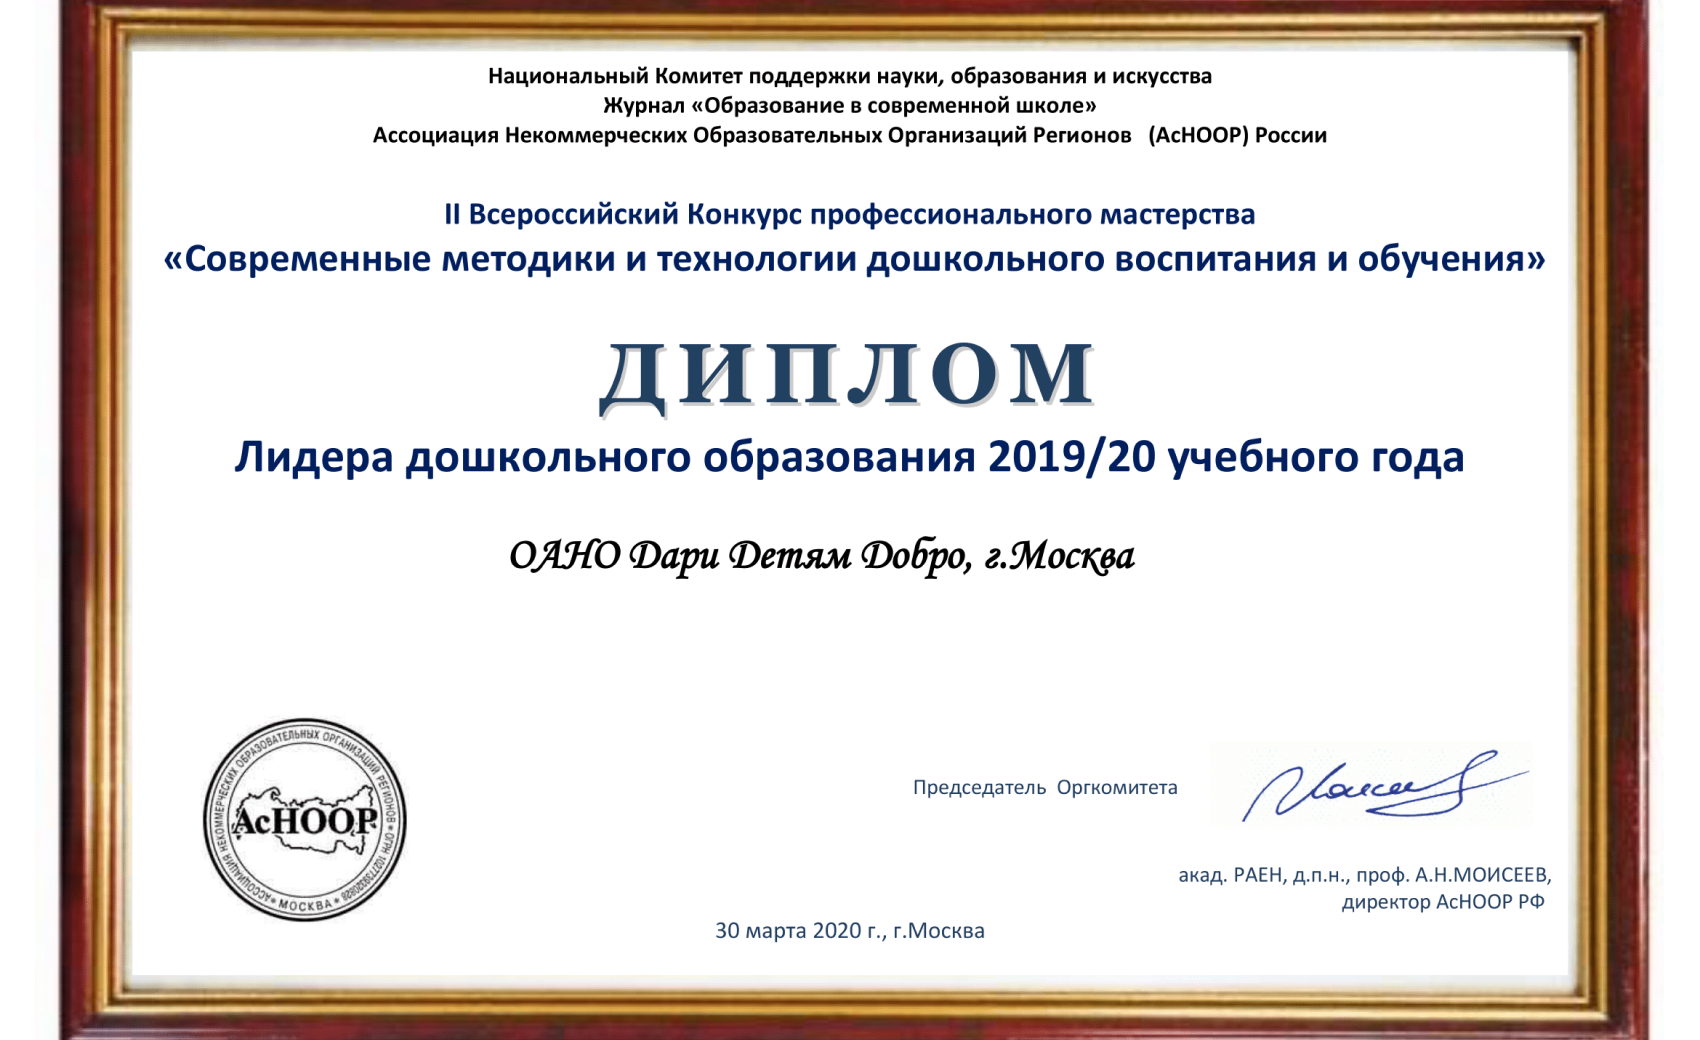 Национальный Комитет поддержки науки, образования и искусства
Журнал «Образование в современной школе»
Ассоциация Некоммерческих Образовательных Организаций Регионов (АсНООР) России
II Всероссийский Конкурс профессионального мастерства
«Современные методики и технологии дошкольного воспитания и обучения»
ДИПЛОМ
Лидера дошкольного образования 2019/20 учебного года
ОАНО Дари Детям Добро, г.Москва
АССОЦИАЦИЯ НЕКОММЕРЧЕСКИХ ОБРАЗОВАТЕЛЬНЫХ ОРГАНИЗАЦИЙ РЕГИОНОВ * ОГРН
АсНООР
* МОСКВА *
Председатель Оргкомитета
акад. РАЕН, д.п.н., проф. А.Н.МОИСЕЕВ,
директор АсНООР РФ
30 марта 2020 г., г.Москва